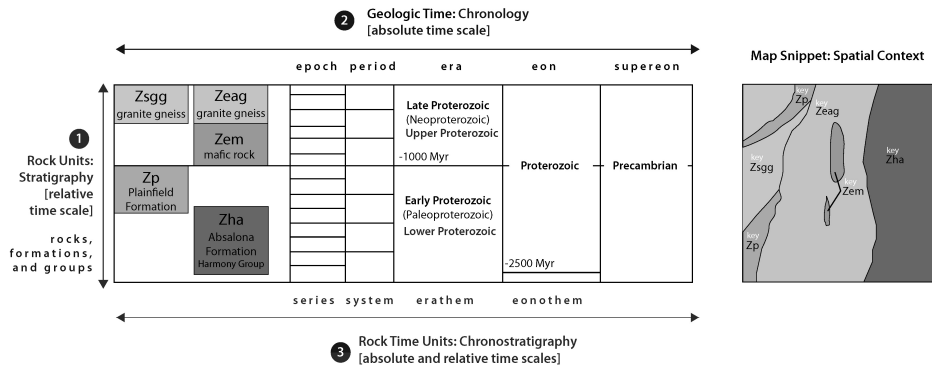 2 Geologic Time: Chronology
[absolute time scale]
epoch period era eon supereon
Map Snippet: Spatial Context
1
Rock Units:
Stratigraphy
[relative
time scale]
rocks,
formations,
and groups
Zsgg
granite gneiss
Zeag
granite gneiss
Zem
mafic rock
Zp
Plainfield
Formation
Zha
Absalona
Formation
Harmony Group
Late Proterozoic
(Neoproterozoic)
Upper Proterozoic
-1000 Myr
Early Proterozoic
(Paleoproterozoic)
Lower Proterozoic
Proterozoic
-2500 Myr
Precambrian
key
Zp
key
Zeag
key
Zsgg
key
Zha
key
Zem
key
Zp
series system erathem eonothem
3 Rock Time Units: Chronostratigraphy
[absolute and relative time scales]